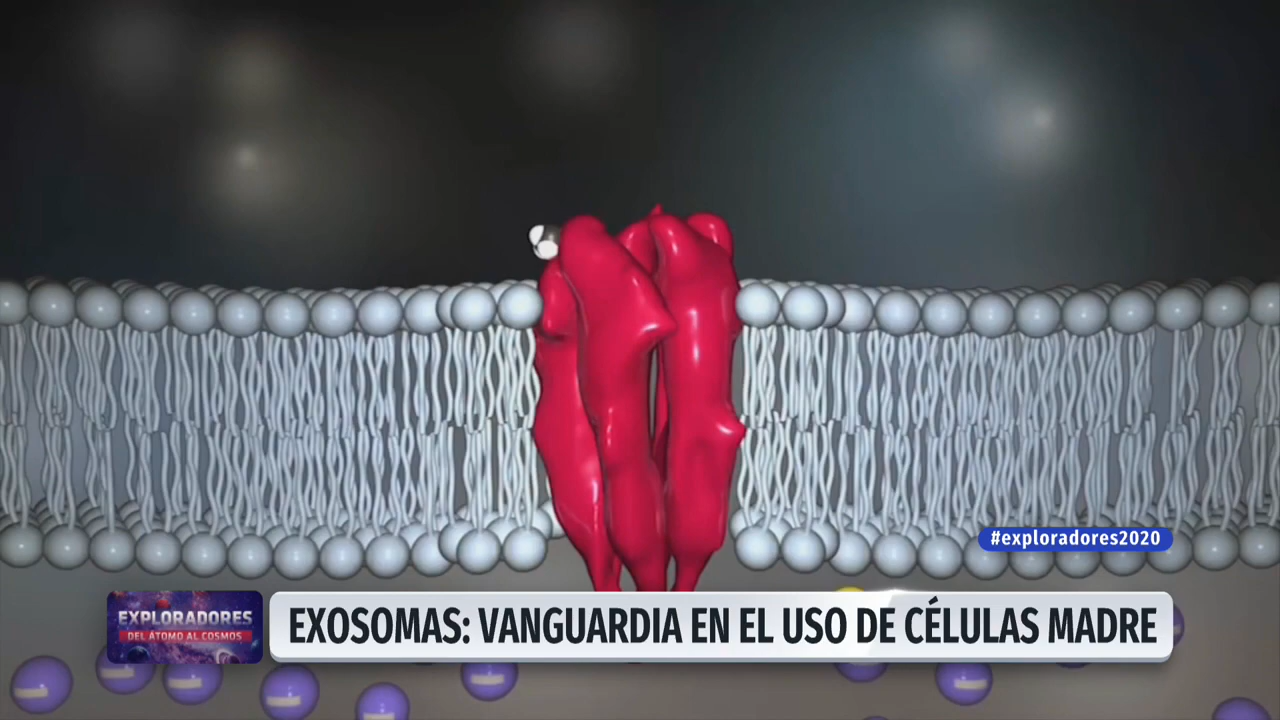 #exploradores2020
EXPLORADORES
DEL ÁTOMO AL COSMOS
EXOSOMAS: VANGUARDIA EN EL USO DE CÉLULAS MADRE